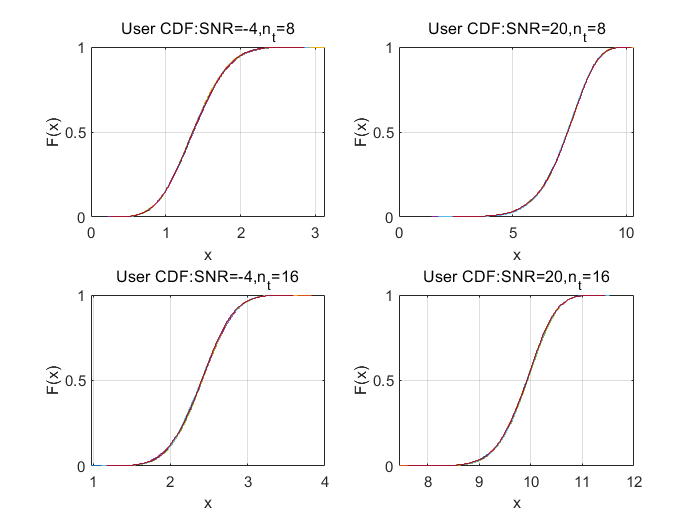 User CDF:SNR=-4,n_t=8
1
0.5
0
F(x)
0 1 2 3
x
User CDF:SNR=20,n_t=8
1
0.5
0
F(x)
0 5 10
x
User CDF:SNR=-4,n_t=16
1
0.5
0
F(x)
1 2 3 4
x
User CDF:SNR=20,n_t=16
1
0.5
0
F(x)
8 9 10 11 12
x